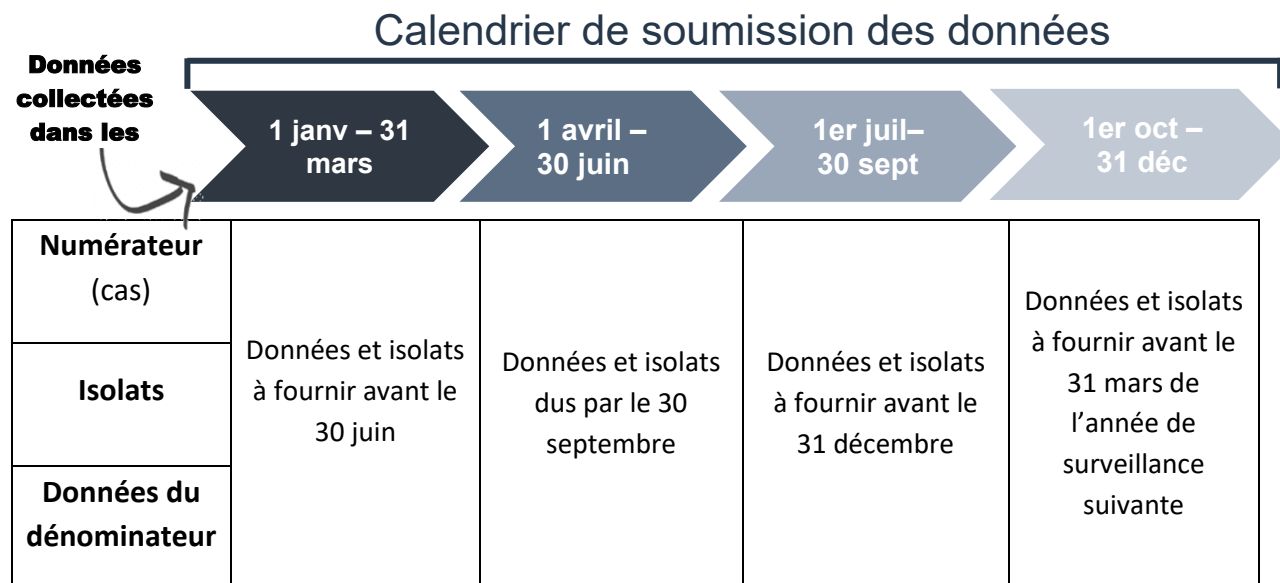 Calendrier de soumission des données
Données
collectées
dans les
1 janv – 31
mars
1 avril –
30 juin
1er juil–
30 sept
1er oct –
31 déc
Numérateur
(cas)
Isolats
Données du
dénominateur
Données et isolats
à fournir avant le
30 juin
Données et isolats
dus par le 30
septembre
Données et isolats
à fournir avant le
31 décembre
Données et isolats
à fournir avant le
31 mars de
l’année de
surveillance
suivante